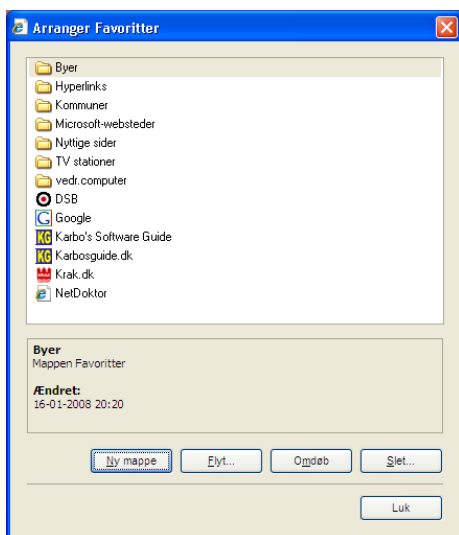 Arranger Favoritter
Byer
Hyperlinks
Kommuner
Microsoft-websteder
Nyttige sider
TV stationer
vedr.computer
DSB
G Google
KG Karbo's Software Guide
KG Karbosguide.dk
Krak.dk
NetDoktor
Byer
Mappen Favoritter
Ændret:
16-01-2008 20:20
Ny mappe Flyt... Omdøb Slet...
Luk